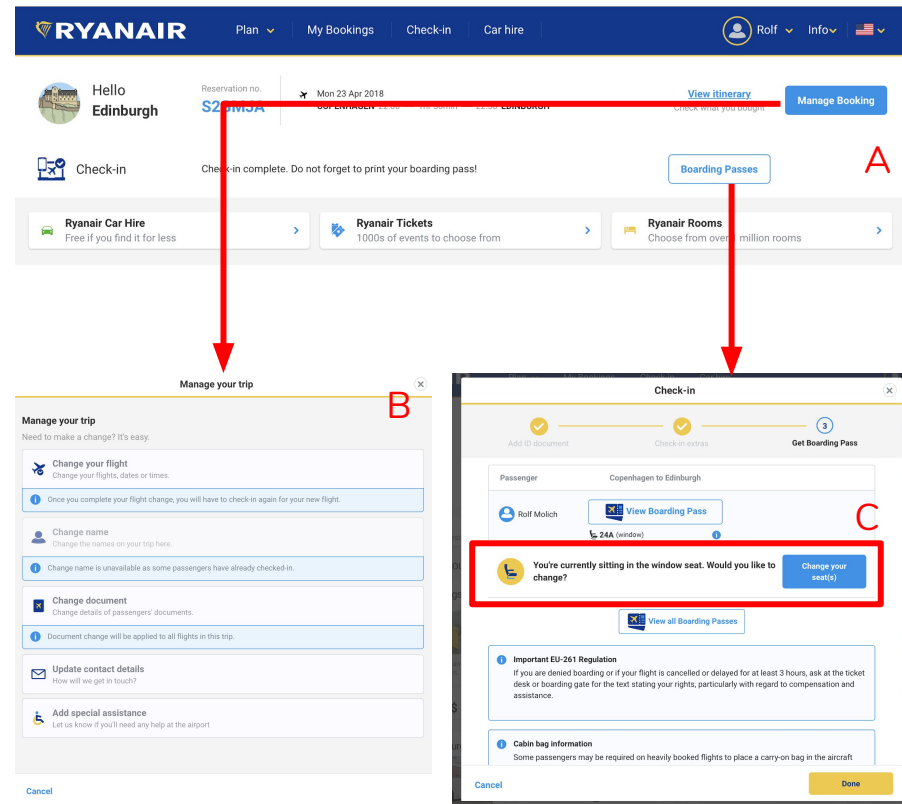 RYANAIR
Plan My Bookings Check-in Car hire Rolf Info
Hello
Edinburgh
Reservation no.
Mon 23 Apr 2018
EDINBURGH
View itinerary
Check what you bought
Manage Booking
A
Check-in
Check-in complete. Do not forget to print your boarding pass!
Boarding Passes
Ryanair Car Hire
Free if you find it for less
Ryanair Tickets
1000s of events to choose from
Ryanair Rooms
Choose from over million rooms
Manage your trip
B
Manage your trip
Need to make a change? It's easy.
Change your flight
Change your flights, dates or times.
Once you complete your flight change, you will have to check-in again for your new flight.
Change name
Change the names on your trip here
Change name is unavailable as some passengers have already checked-in.
Change document
Change details of passengers' documents.
Document change will be applied to all flights in this trip.
Update contact details
How will we get in touch?
Add special assistance
Let us know if you'll need any help at the airport
Cancel
Check-in
3
Add ID document Check-in extras Get Boarding Pass
Passenger Copenhagen to Edinburgh
Rolf Molich View Boarding Pass
C
24A (window)
You're currently sitting in the window seat. Would you like to
change?
Change your
seat(s)
View all Boarding Passes
Important EU-261 Regulation
If you are denied boarding or if your flight is cancelled or delayed for at least 3 hours, ask at the ticket
desk or boarding gate for the text stating your rights, particularly with regard to compensation and
assistance.
Cabin bag information
Some passengers may be required on heavily booked flights to place a carry-on bag in the aircraft
Cancel Done